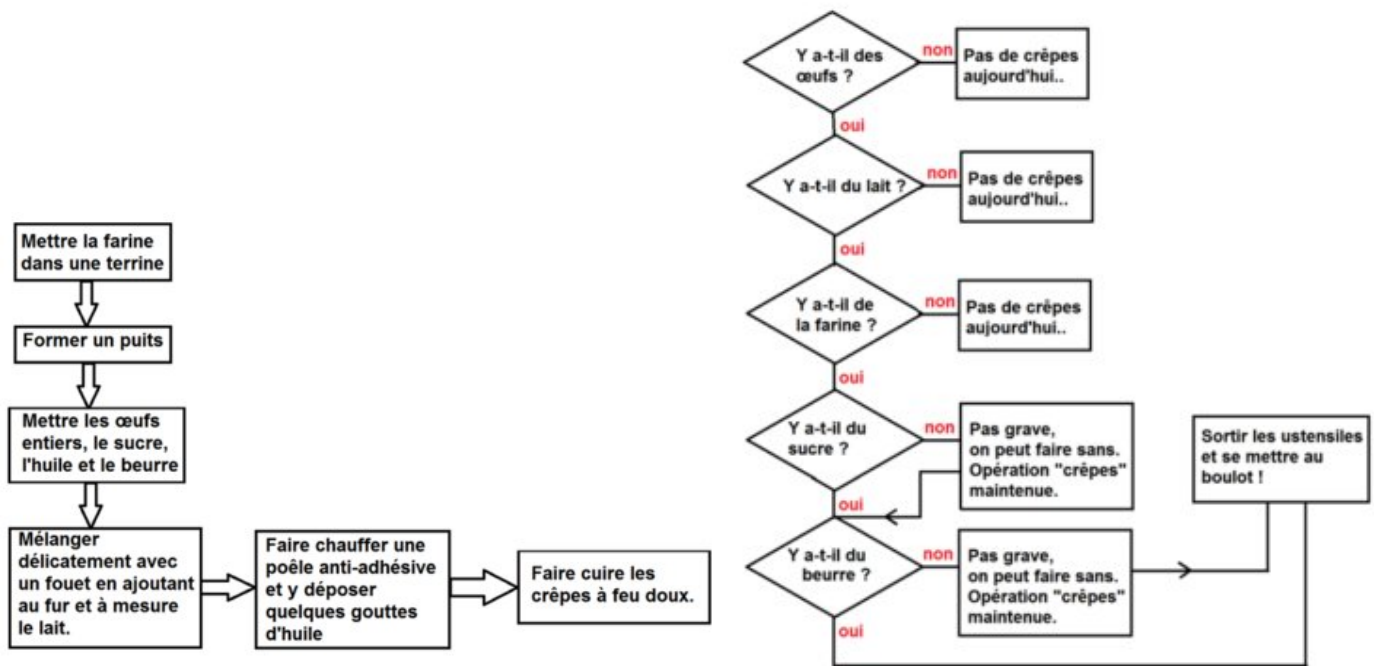 Mettre la farine
dans une terrine
Former un puits
Mettre les œufs
entiers, le sucre,
l'huile et le beurre
Mélanger
délicatement avec
un fouet en ajoutant
au fur et à mesure
le lait.
Faire chauffer une
poêle anti-adhésive
et y déposer
quelques gouttes
d'huile
Faire cuire les
crêpes à feu doux.
Y a-t-il des
œufs ?
non
Pas de crêpes
aujourd'hui..
oui
Y a-t-il du lait ?
non
Pas de crêpes
aujourd'hui..
oui
Y a-t-il de
la farine ?
non
Pas de crêpes
aujourd'hui..
oui
Y a-t-il du
sucre ?
non
Pas grave,
on peut faire sans.
Opération "crêpes"
maintenue.
oui
Y a-t-il du
beurre ?
non
Pas grave,
on peut faire sans.
Opération "crêpes"
maintenue.
oui
Sortir les ustensiles
et se mettre au
boulot !